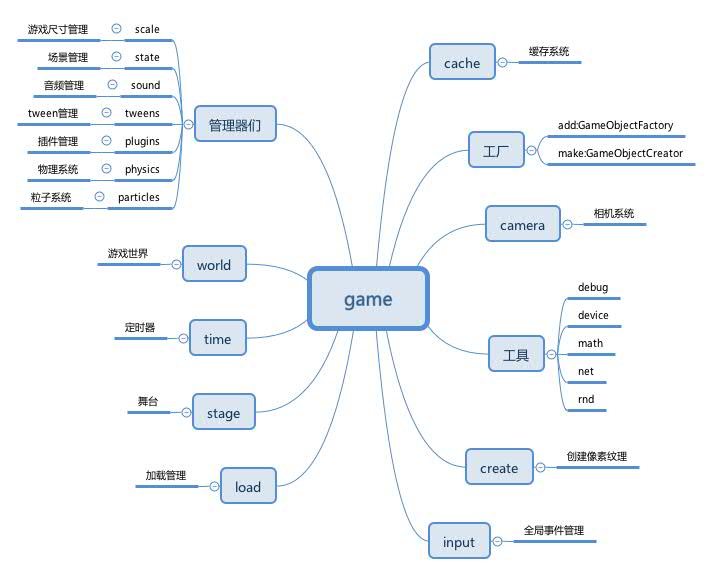 game
管理器们
scale
游戏尺寸管理
state
场景管理
sound
音频管理
tweens
tween管理
plugins
插件管理
physics
物理系统
particles
粒子系统
world
游戏世界
time
定时器
stage
舞台
load
加载管理
cache
缓存系统
工厂
add:GameObjectFactory
make:GameObjectCreator
camera
相机系统
工具
debug
device
math
net
rnd
create
创建像素纹理
input
全局事件管理